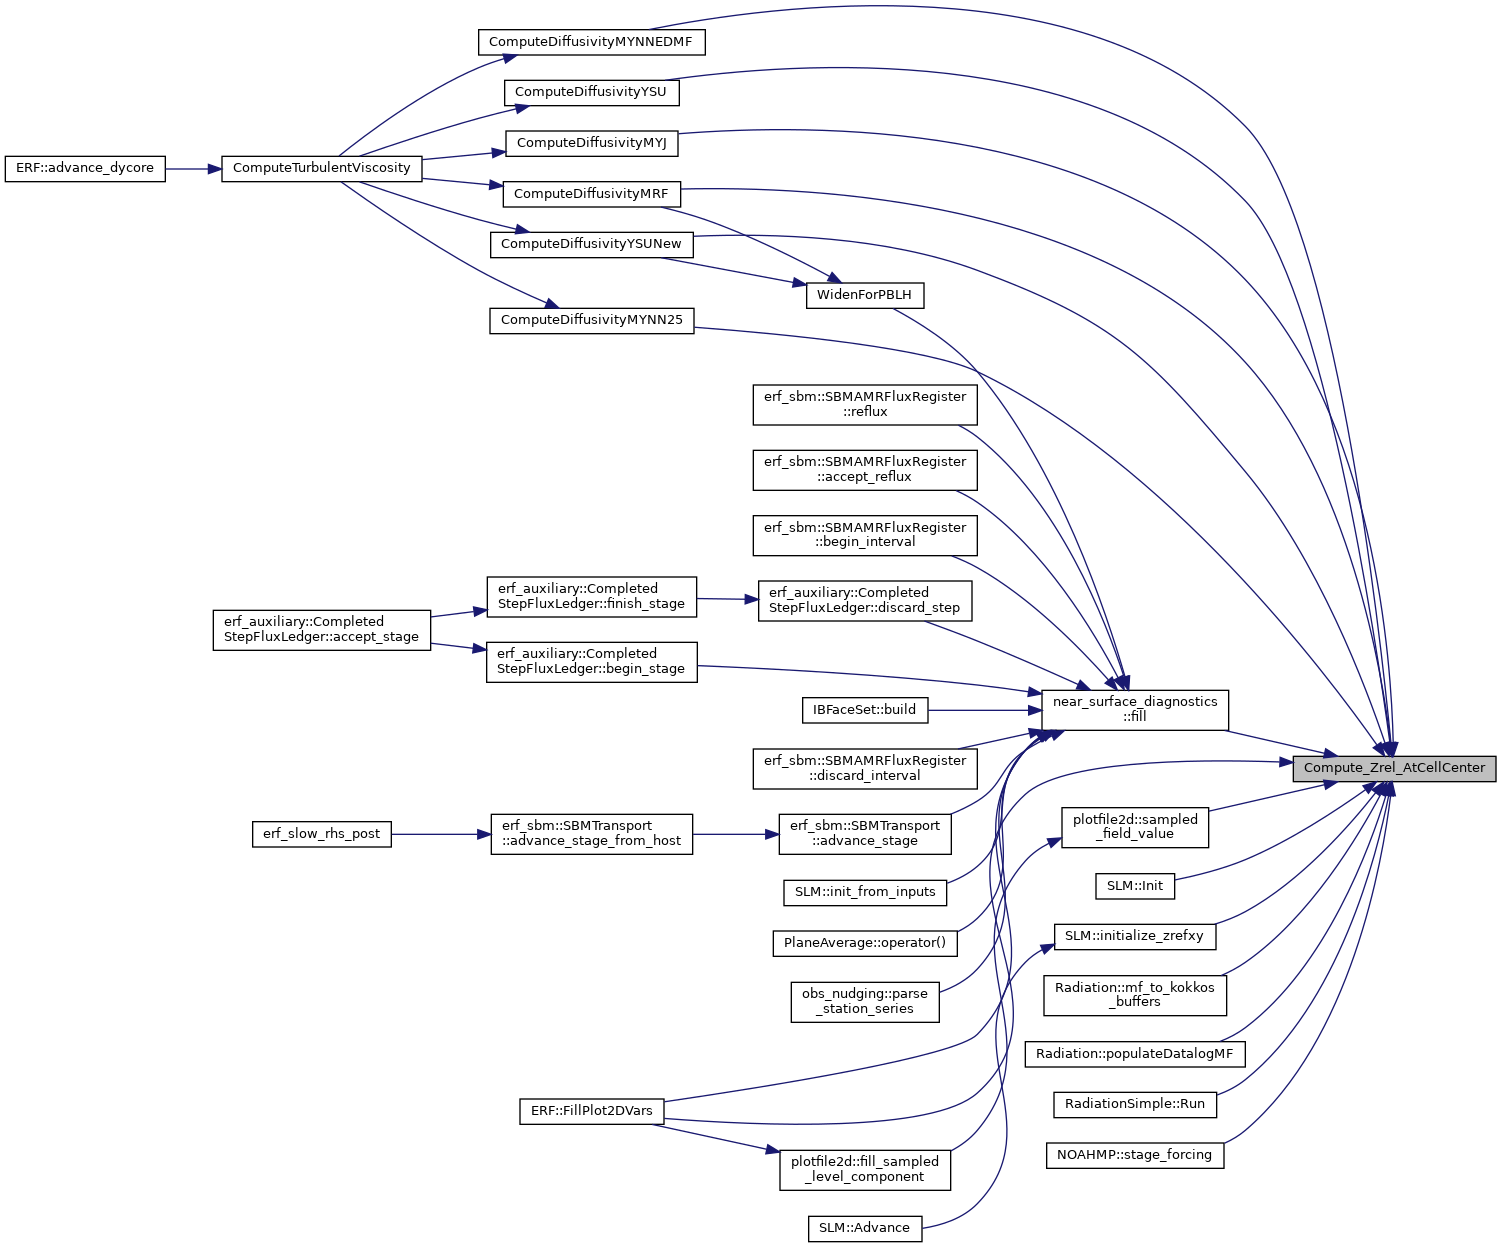 ComputeDiffusivityMYNNEDMF
ComputeDiffusivityYSU
ComputeDiffusivityMYJ
ERF::advance_dycore
ComputeTurbulentViscosity
ComputeDiffusivityMRF
ComputeDiffusivityYSUNew
WidenForPBLH
ComputeDiffusivityMYNN25
erf_sbm::SBMAMRFluxRegister
::reflux
erf_sbm::SBMAMRFluxRegister
::accept_reflux
erf_sbm::SBMAMRFluxRegister
::begin_interval
erf_auxiliary::Completed
StepFluxLedger::finish_stage
erf_auxiliary::Completed
StepFluxLedger::discard_step
erf_auxiliary::Completed
StepFluxLedger::accept_stage
erf_auxiliary::Completed
StepFluxLedger::begin_stage
near_surface_diagnostics
::fill
IBFaceSet::build
erf_sbm::SBMAMRFluxRegister
::discard_interval
Compute_Zrel_AtCellCenter
plotfile2d::sampled
_field_value
erf_slow_rhs_post
erf_sbm::SBMTransport
::advance_stage_from_host
erf_sbm::SBMTransport
::advance_stage
SLM::Init
SLM::init_from_inputs
SLM::initialize_zrefxy
PlaneAverage::operator()
Radiation::mf_to_kokkos
_buffers
obs_nudging::parse
_station_series
Radiation::populateDatalogMF
RadiationSimple::Run
ERF::FillPlot2DVars
NOAHMP::stage_forcing
plotfile2d::fill_sampled
_level_component
SLM::Advance